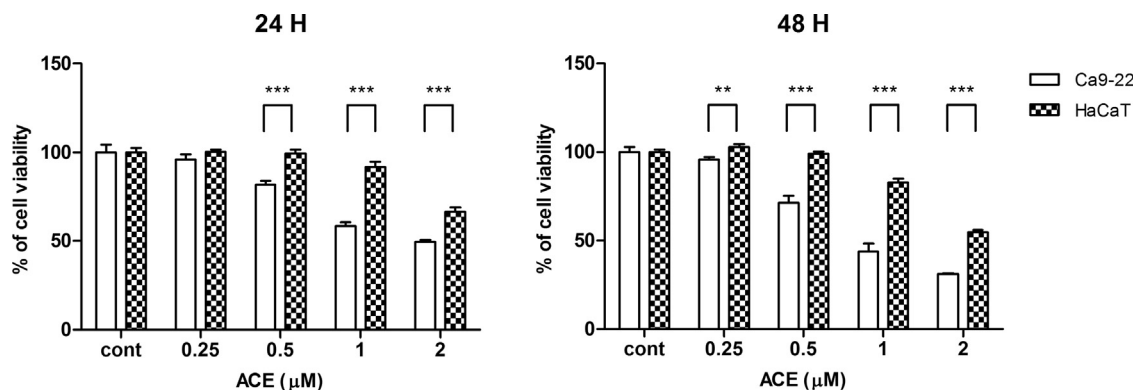 24 H
150
100
50
0
% of cell viability
*** *** ***
cont 0.25 0.5 1 2
ACE (μM)
48 H
150
100
50
0
% of cell viability
** *** *** ***
cont 0.25 0.5 1 2
ACE (μM)
Ca9-22
HaCaT